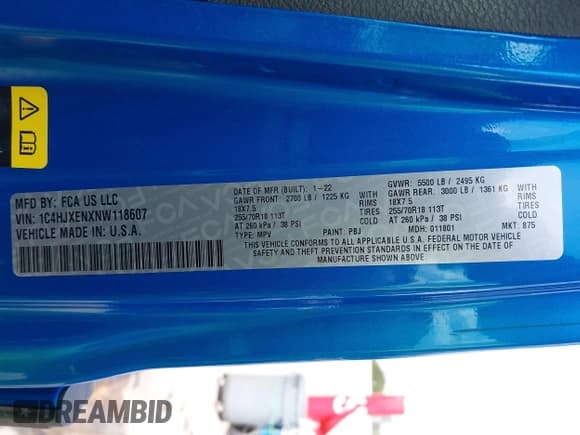 MFD BY: FCA US LLC
VIN: 1C4HJXENXNW118607
VEHICLE MADE IN: U.S.A.
DATE OF MFR (BUILT): 1-22
GAWR FRONT: 2700 LB / 1225 KG WITH
18X7.5 RIMS
255/70R18 113T TIRES
AT 260 kPa / 38 PSI
TYPE: MPV PAINT: PBJ
GVWR: 5500 LB / 2495 KG
GAWR REAR: 3000 LB / 1361 KG WITH
18X7.5 RIMS
255/70R18 113T TIRES
AT 260 kPa / 38 PSI
MDH: 011801 MKT: 875
THIS VEHICLE CONFORMS TO ALL APPLICABLE U.S.A. FEDERAL MOTOR VEHICLE
SAFETY AND THEFT PREVENTION STANDARDS IN EFFECT ON THE DATE OF
MANUFACTURE SHOWN ABOVE
DREAMBID